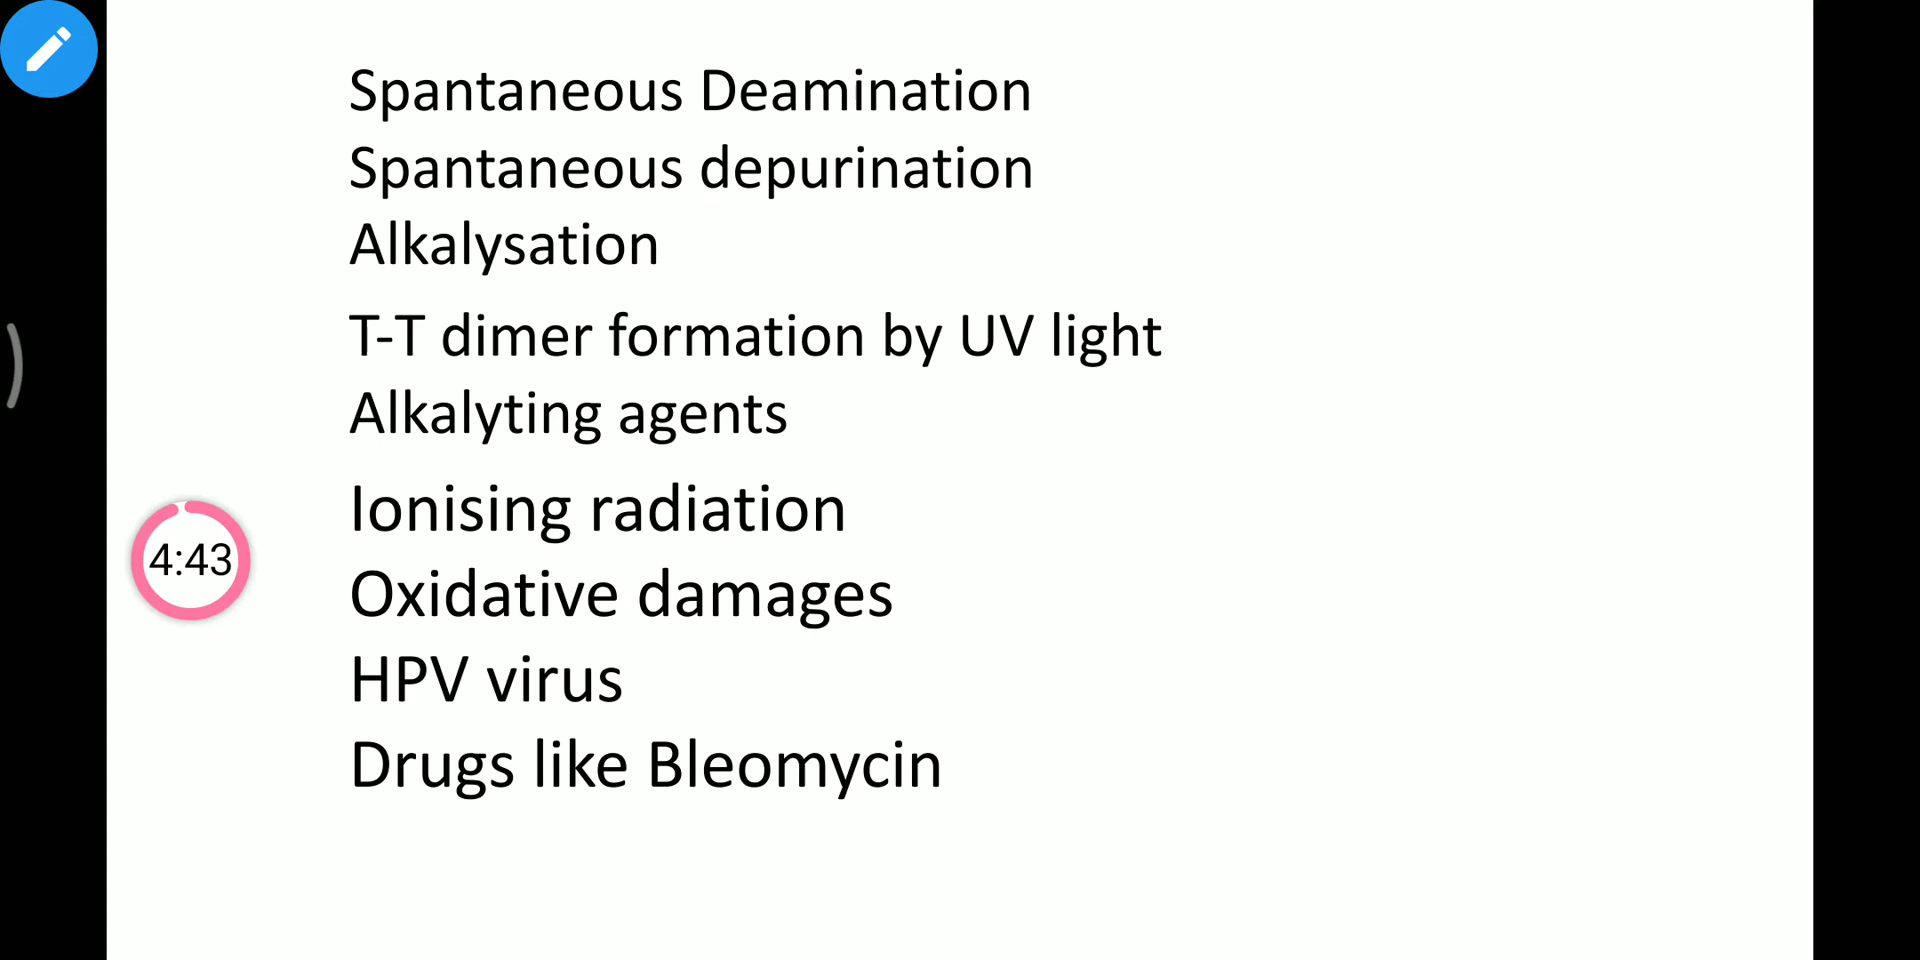 Spantaneous Deamination
Spantaneous depurination
Alkalysation
T-T dimer formation by UV light
Alkalyting agents
Ionising radiation
4:43
Oxidative damages
HPV virus
Drugs like Bleomycin